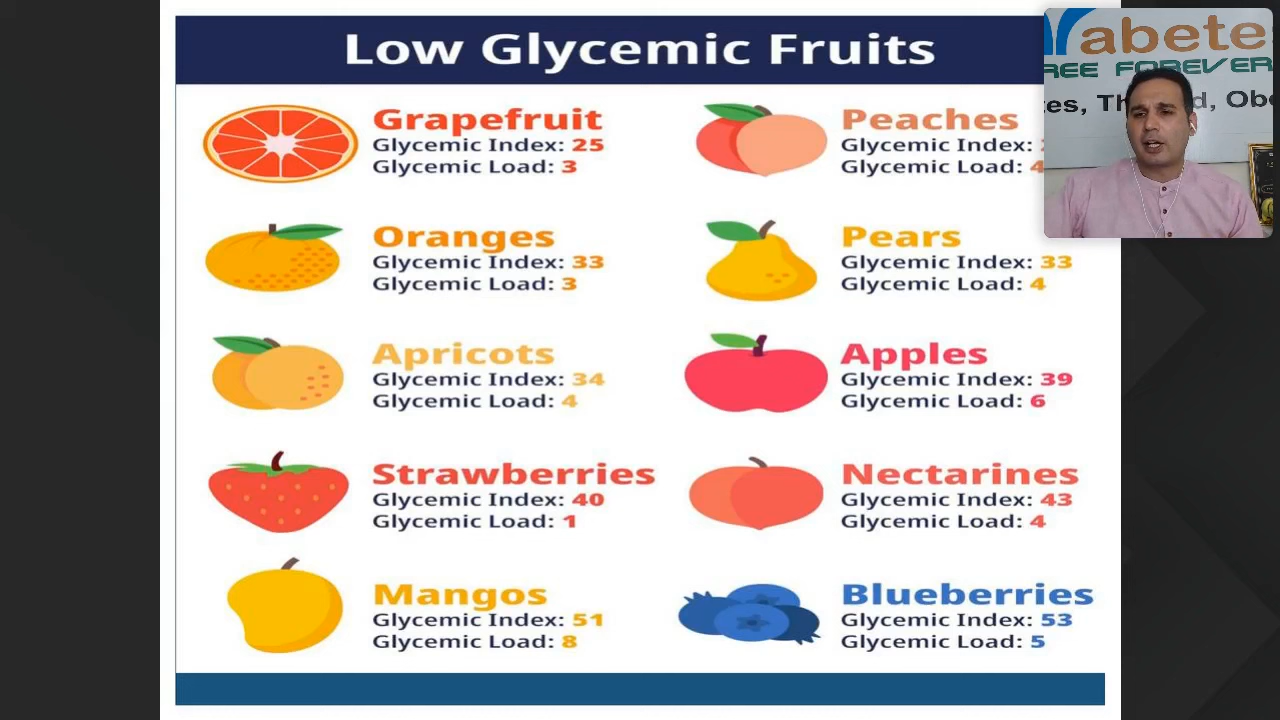 Low Glycemic Fruits
Grapefruit
Glycemic Index: 25
Glycemic Load: 3
Peaches
Glycemic Index:
Glycemic Load: 4
Oranges
Glycemic Index: 33
Glycemic Load: 3
Pears
Glycemic Index: 33
Glycemic Load: 4
Apricots
Glycemic Index: 34
Glycemic Load: 4
Apples
Glycemic Index: 39
Glycemic Load: 6
Strawberries
Glycemic Index: 40
Glycemic Load: 1
Nectarines
Glycemic Index: 43
Glycemic Load: 4
Mangos
Glycemic Index: 51
Glycemic Load: 8
Blueberries
Glycemic Index: 53
Glycemic Load: 5
abete
REE FOREVER